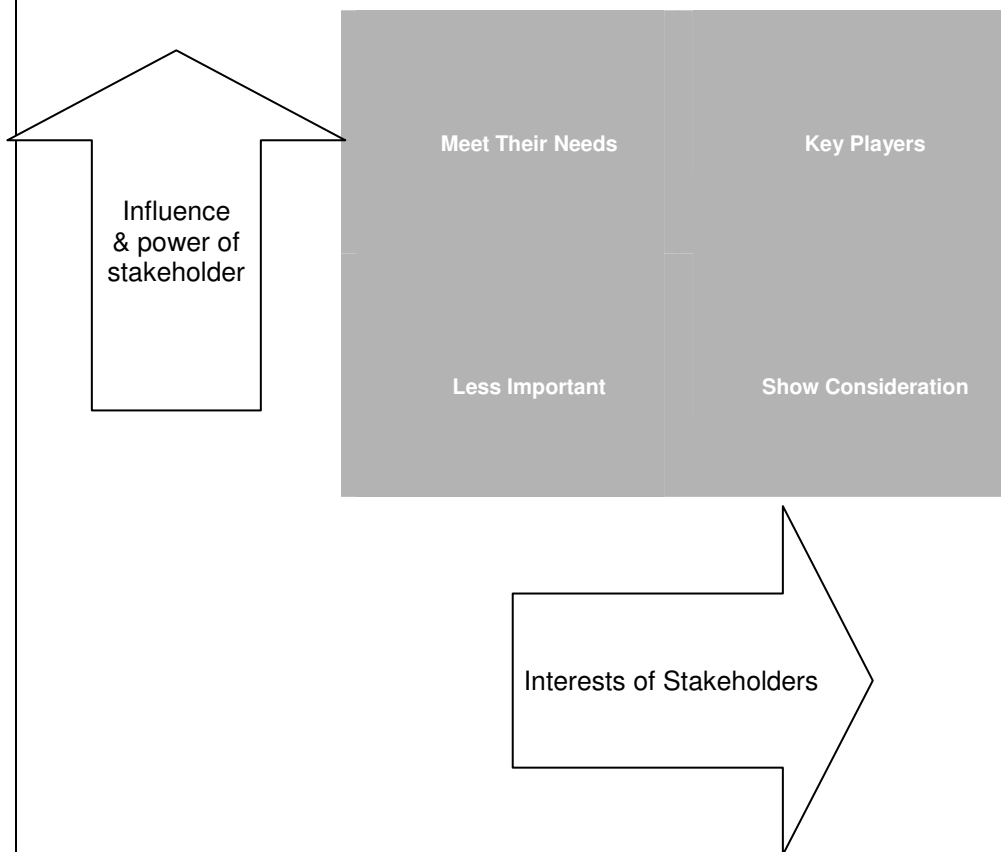 Meet Their Needs
Key Players
Influence
& power of
stakeholder
Less Important
Show Consideration
Interests of Stakeholders